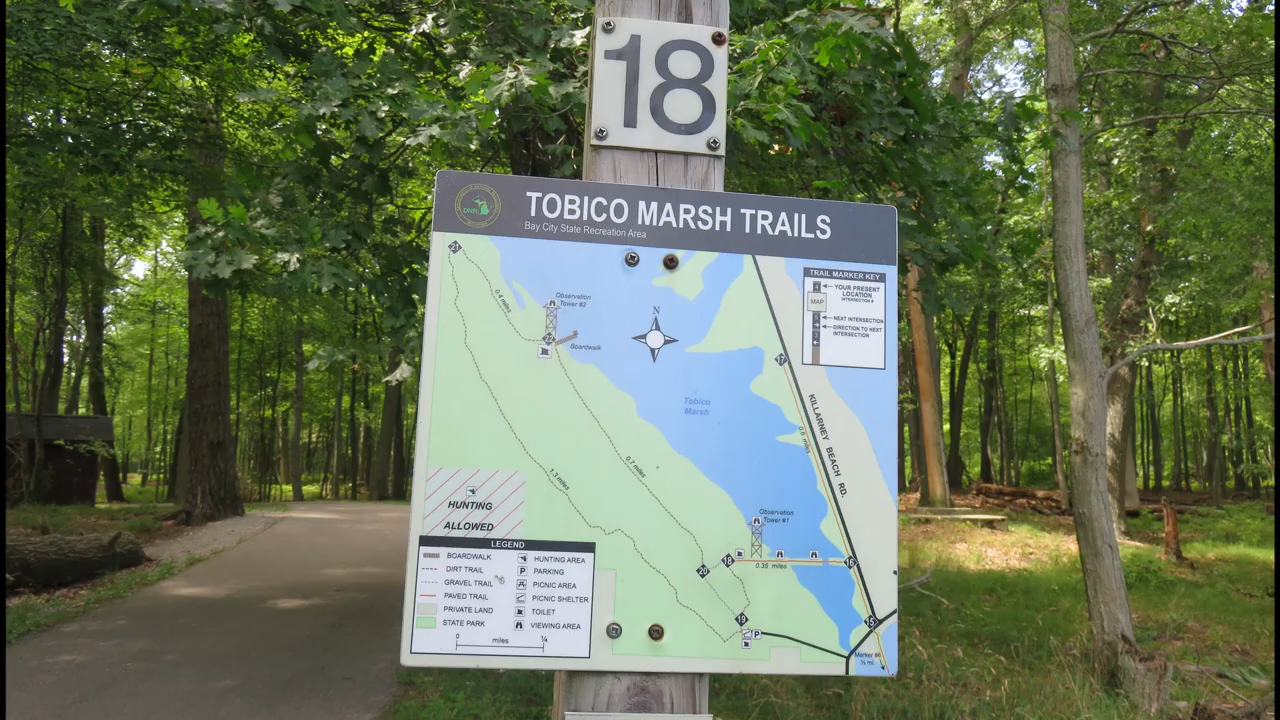 18
DNR
TOBICO MARSH TRAILS
Bay City State Recreation Area
21
0.4 miles
Observation
Tower #2
22
Boardwalk
N
TRAIL MARKER KEY
YOUR PRESENT
LOCATION
INTERSECTION #
MAP
NEXT INTERSECTION
DIRECTION TO NEXT
INTERSECTION
17
Tobico
Marsh
KILLARNEY BEACH RD.
0.6 miles
0.7 miles
1.3 miles
HUNTING
ALLOWED
Observation
Tower #1
18
0.35 miles
16
20
19
P
15
Marker #6
LEGEND
BOARDWALK
DIRT TRAIL
GRAVEL TRAIL
PAVED TRAIL
PRIVATE LAND
STATE PARK
HUNTING AREA
P PARKING
PICNIC AREA
PICNIC SHELTER
TOILET
VIEWING AREA
0 miles 1/4